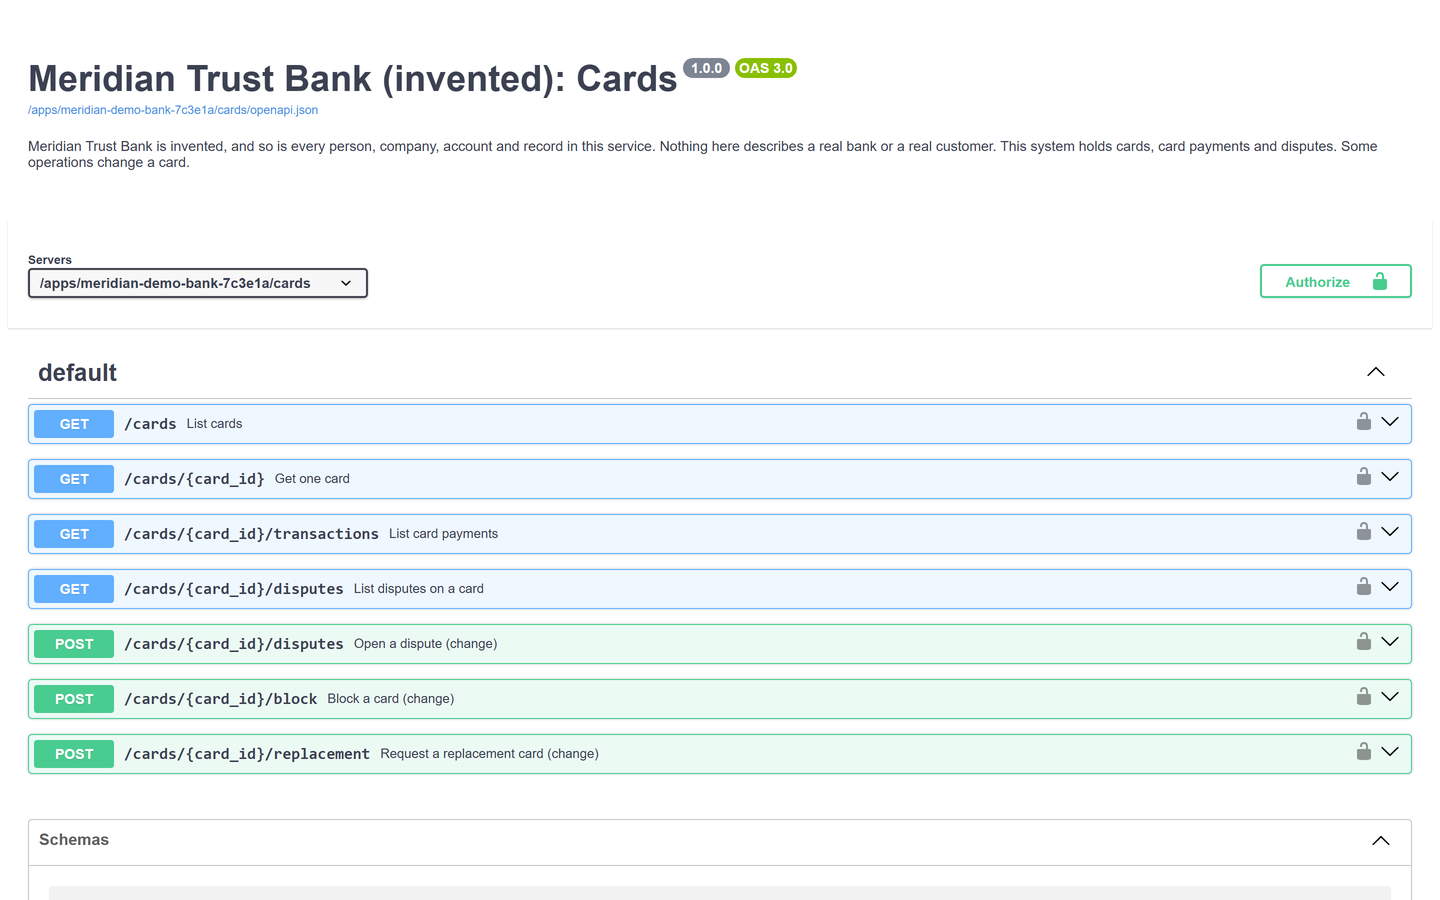 Meridian Trust Bank (invented): Cards 1.0.0 OAS 3.0
/apps/meridian-demo-bank-7c3e1a/cards/openapi.json
Meridian Trust Bank is invented, and so is every person, company, account and record in this service. Nothing here describes a real bank or a real customer. This system holds cards, card payments and disputes. Some
operations change a card.
Servers
/apps/meridian-demo-bank-7c3e1a/cards
Authorize
default
GET /cards List cards
GET /cards/{card_id} Get one card
GET /cards/{card_id}/transactions List card payments
GET /cards/{card_id}/disputes List disputes on a card
POST /cards/{card_id}/disputes Open a dispute (change)
POST /cards/{card_id}/block Block a card (change)
POST /cards/{card_id}/replacement Request a replacement card (change)
Schemas